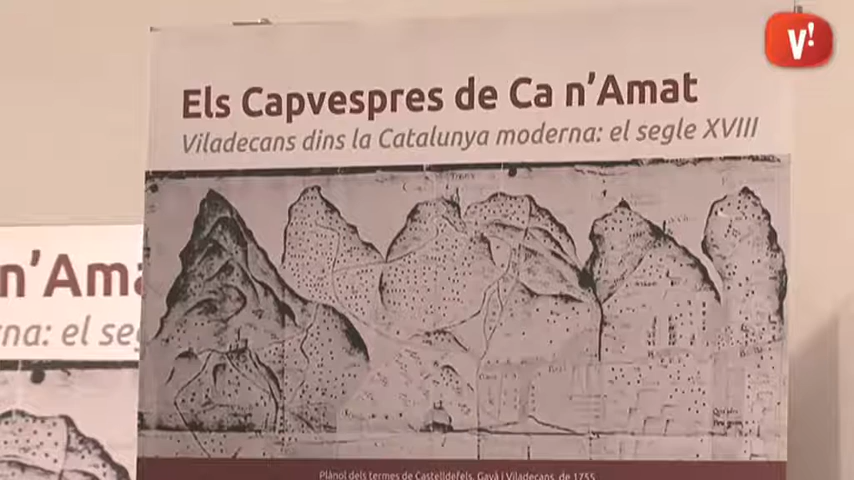 V!
Els Capvespres de Ca n'Amat
Viladecans dins la Catalunya moderna: el segle XVIII
n'Ama
rna: el seg
Plànol dels termes de Castelldefels, Gavà i Viladecans, de 1755